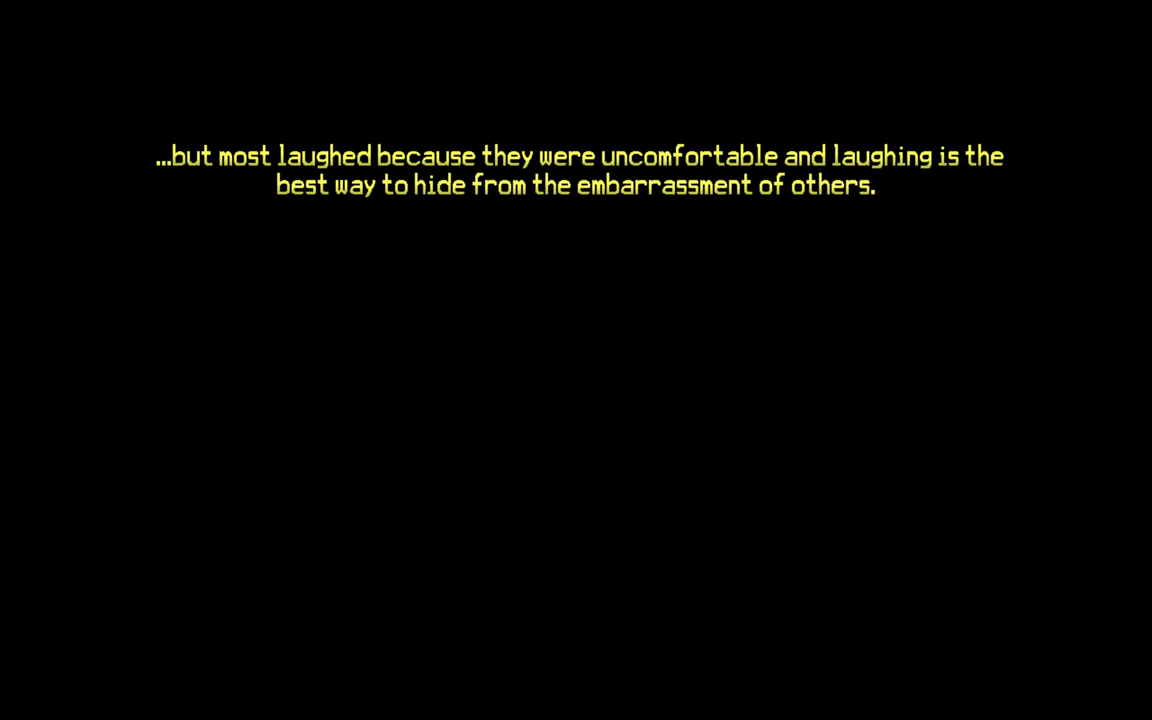 ...but most laughed because they were uncomfortable and laughing is the
best way to hide from the embarrassment of others.